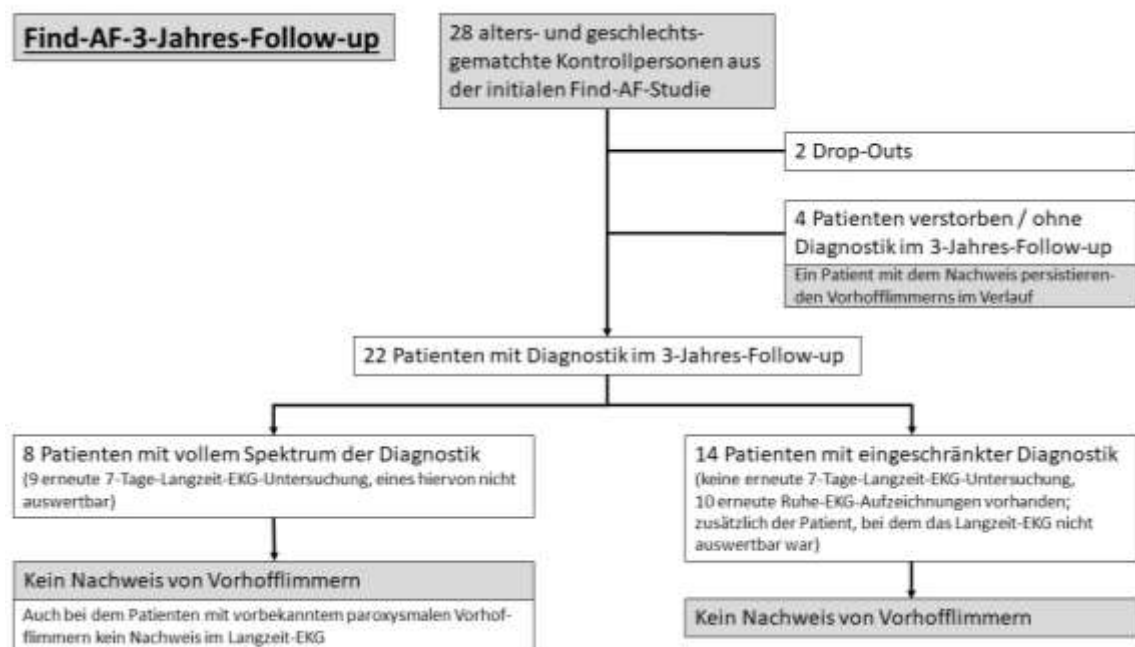 Find-AF-3-Jahres-Follow-up
28 alters- und geschlechts-
gematchte Kontrollpersonen aus
der initialen Find-AF-Studie
2 Drop-Outs
4 Patienten verstorben / ohne
Diagnostik im 3-Jahres-Follow-up
Ein Patient mit dem Nachweis persistieren-
den Vorhofflimmerns im Verlauf
22 Patienten mit Diagnostik im 3-Jahres-Follow-up
8 Patienten mit vollem Spektrum der Diagnostik
(9 erneute 7-Tage-Langzeit-EKG-Untersuchung, eines hiervon nicht
auswertbar)
14 Patienten mit eingeschränkter Diagnostik
(keine erneute 7-Tage-Langzeit-EKG-Untersuchung,
10 erneute Ruhe-EKG-Aufzeichnungen vorhanden;
zusätzlich der Patient, bei dem das Langzeit-EKG nicht
auswertbar war)
Kein Nachweis von Vorhofflimmern
Auch bei dem Patienten mit vorbekanntem paroxysmalen Vorhof-
flimmern kein Nachweis im Langzeit-EKG
Kein Nachweis von Vorhofflimmern